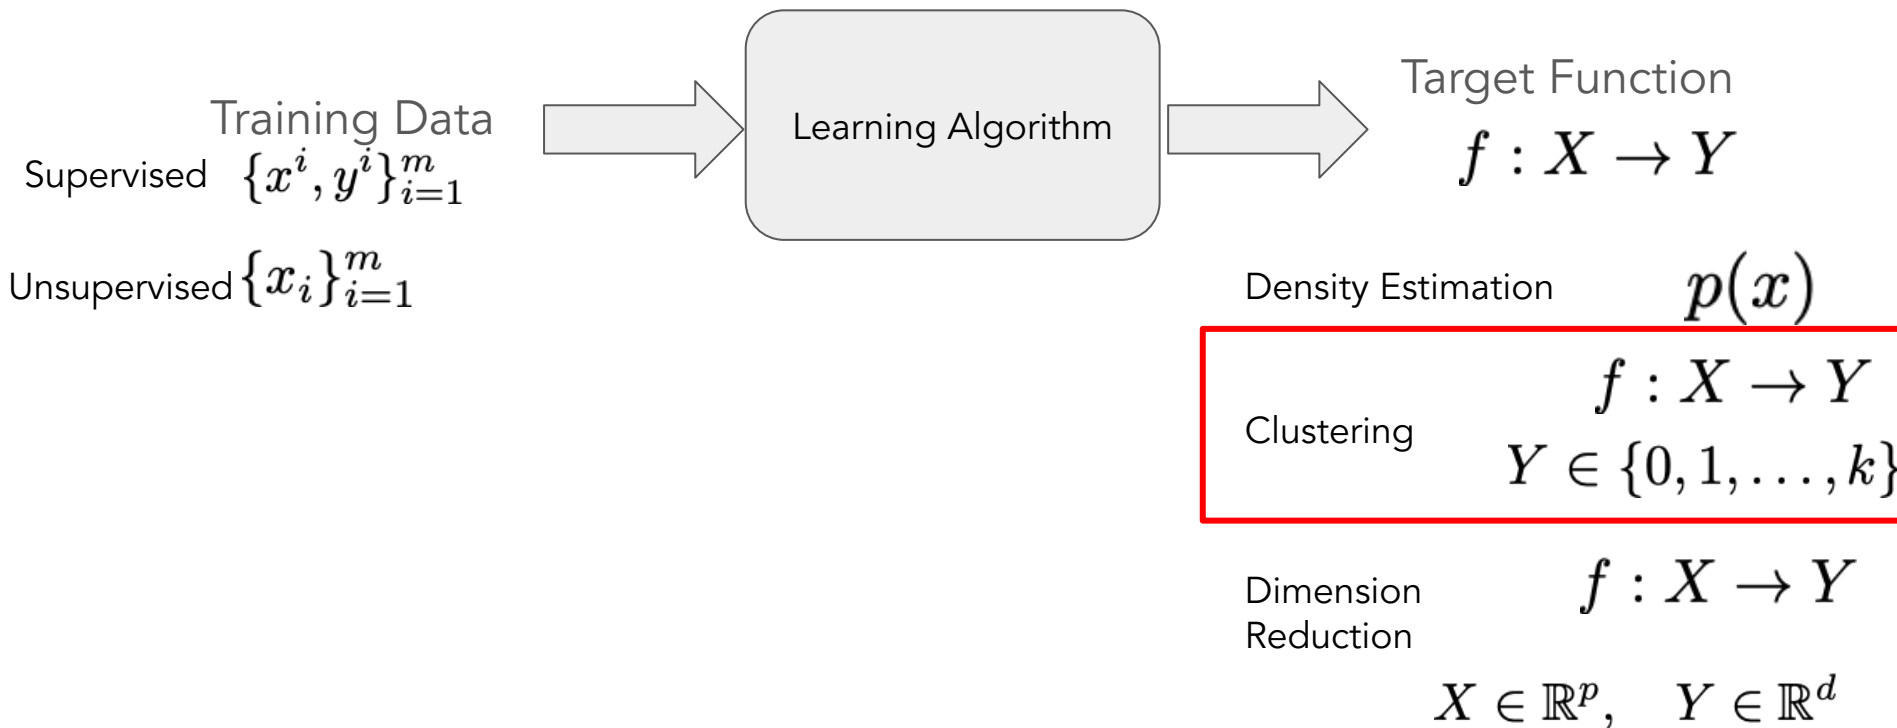 Training Data
Supervised {x^i, y^i}_{i=1}^m
Unsupervised {x_i}_{i=1}^m
Learning Algorithm
Target Function
f : X → Y
Density Estimation p(x)
Clustering
f : X → Y
Y ∈ {0, 1, . . . , k}
Dimension
Reduction
f : X → Y
X ∈ ℝ^p, Y ∈ ℝ^d